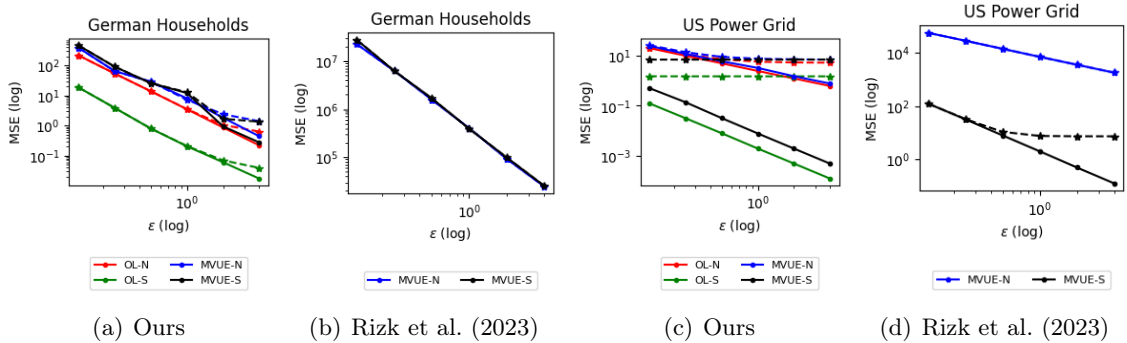 German Households
MSE (log)
10^2
10^1
10^0
10^-1
10^0
ε (log)
OL-N
OL-S
MVUE-N
MVUE-S
(a) Ours
German Households
MSE (log)
10^7
10^6
10^5
10^0
ε (log)
MVUE-N
MVUE-S
(b) Rizk et al. (2023)
US Power Grid
MSE (log)
10^1
10^-1
10^-3
10^0
ε (log)
OL-N
OL-S
MVUE-N
MVUE-S
(c) Ours
US Power Grid
MSE (log)
10^4
10^2
10^0
10^0
ε (log)
MVUE-N
MVUE-S
(d) Rizk et al. (2023)